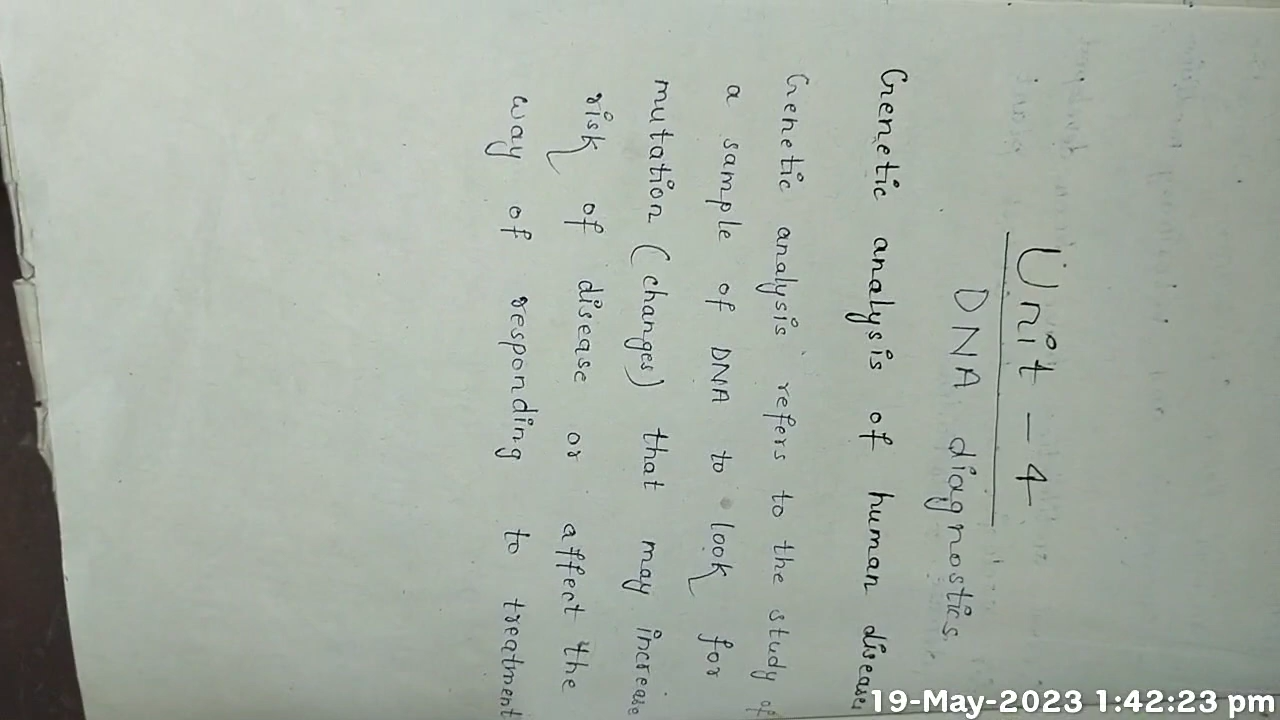 Unit - 4
DNA diagnostics.
Genetic analysis of human diseases
Genetic analysis refers to the study of
a sample of DNA to look for
mutation (changes) that may increase
risk of disease or affect the
way of responding to treatment
19-May-2023 1:42:23 pm